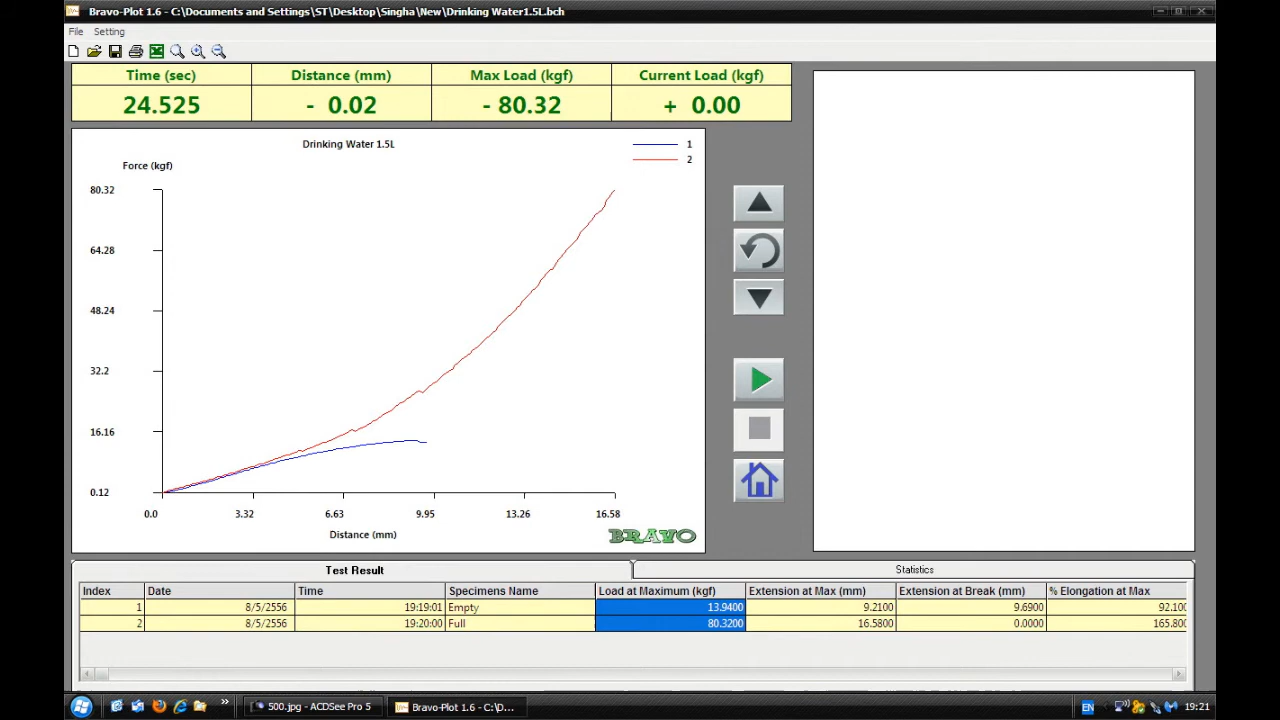 Bravo-Plot 1.6 - C:\Documents and Settings\ST\Desktop\Singha\New\Drinking Water1.5L.bch
File Setting
Time (sec) Distance (mm) Max Load (kgf) Current Load (kgf)
24.525 - 0.02 - 80.32 + 0.00
Drinking Water 1.5L
1
2
Force (kgf)
80.32
64.28
48.24
32.2
16.16
0.12
0.0 3.32 6.63 9.95 13.26 16.58
Distance (mm)
BRAVO
Test Result Statistics
Index Date Time Specimens Name Load at Maximum (kgf) Extension at Max (mm) Extension at Break (mm) % Elongation at Max
1 8/5/2556 19:19:01 Empty 13.9400 9.2100 9.6900 92.100
2 8/5/2556 19:20:00 Full 80.3200 16.5800 0.0000 165.800
» 500.jpg - ACDSee Pro 5 Bravo-Plot 1.6 - C:\D... EN 19:21